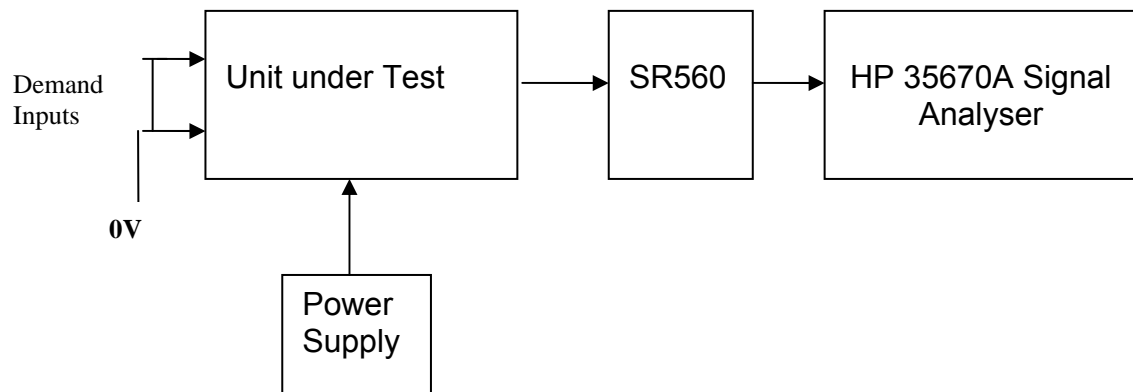 Demand
Inputs
0V
Unit under Test
SR560
HP 35670A Signal
Analyser
Power
Supply